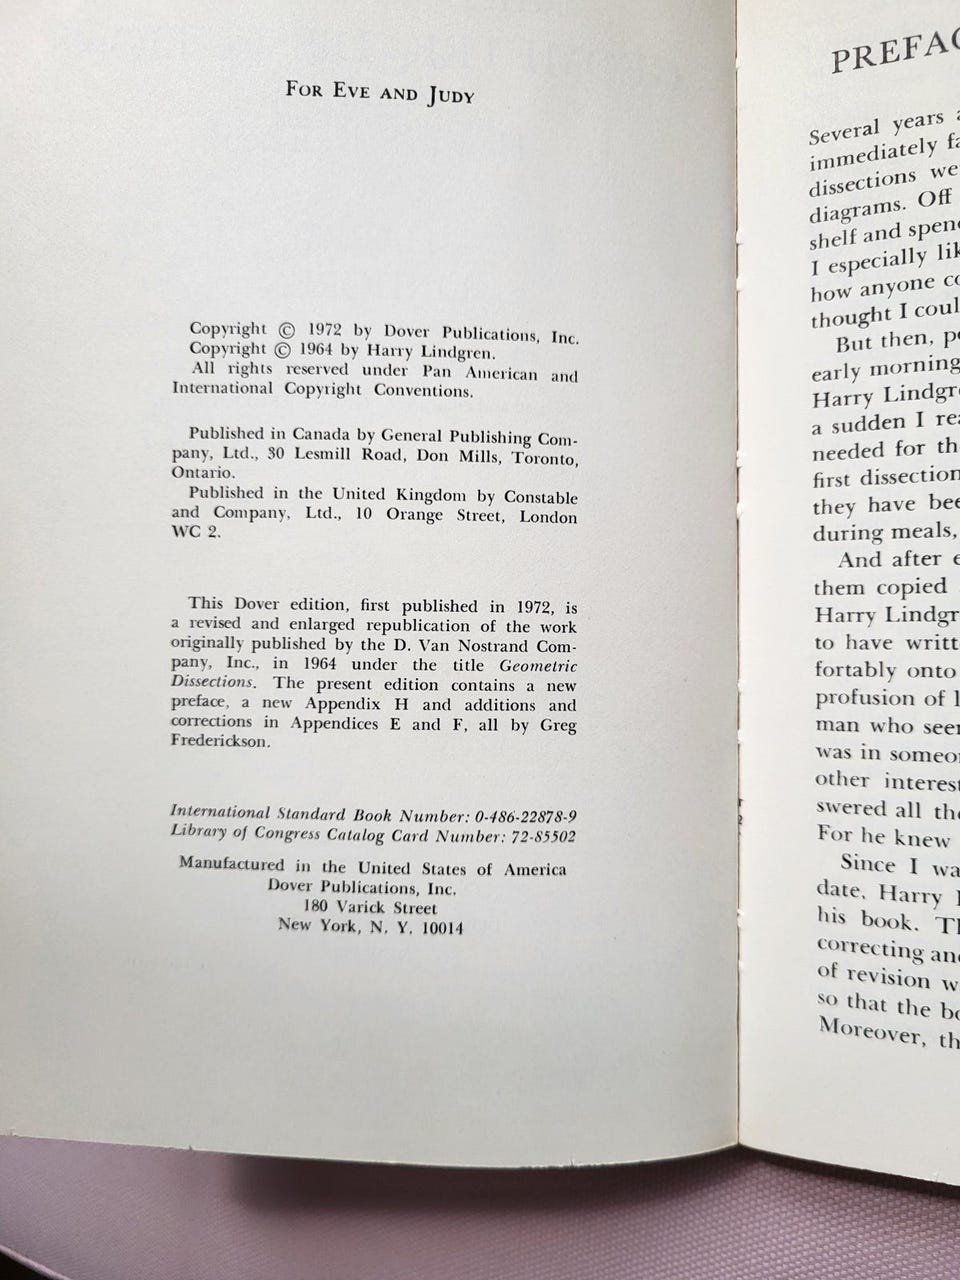 For Eve and Judy
Copyright © 1972 by Dover Publications, Inc.
Copyright © 1964 by Harry Lindgren.
All rights reserved under Pan American and
International Copyright Conventions.
Published in Canada by General Publishing Com-
pany, Ltd., 30 Lesmill Road, Don Mills, Toronto,
Ontario.
Published in the United Kingdom by Constable
and Company, Ltd., 10 Orange Street, London
WC 2.
This Dover edition, first published in 1972, is
a revised and enlarged republication of the work
originally published by the D. Van Nostrand Com-
pany, Inc., in 1964 under the title Geometric
Dissections. The present edition contains a new
preface, a new Appendix H and additions and
corrections in Appendices E and F, all by Greg
Frederickson.
International Standard Book Number: 0-486-22878-9
Library of Congress Catalog Card Number: 72-85502
Manufactured in the United States of America
Dover Publications, Inc.
180 Varick Street
New York, N. Y. 10014
PREFAC
Several years a
immediately fa
dissections we
diagrams. Off
shelf and spen
I especially lik
how anyone co
thought I coul
But then, pe
early morning
Harry Lindgre
a sudden I rea
needed for th
first dissection
they have bee
during meals,
And after e
them copied
Harry Lindgr
to have writt
fortably onto
profusion of l
man who seem
was in someon
other interest
swered all the
For he knew
Since I wa
date, Harry L
his book. Th
correcting and
of revision w
so that the bo
Moreover, th